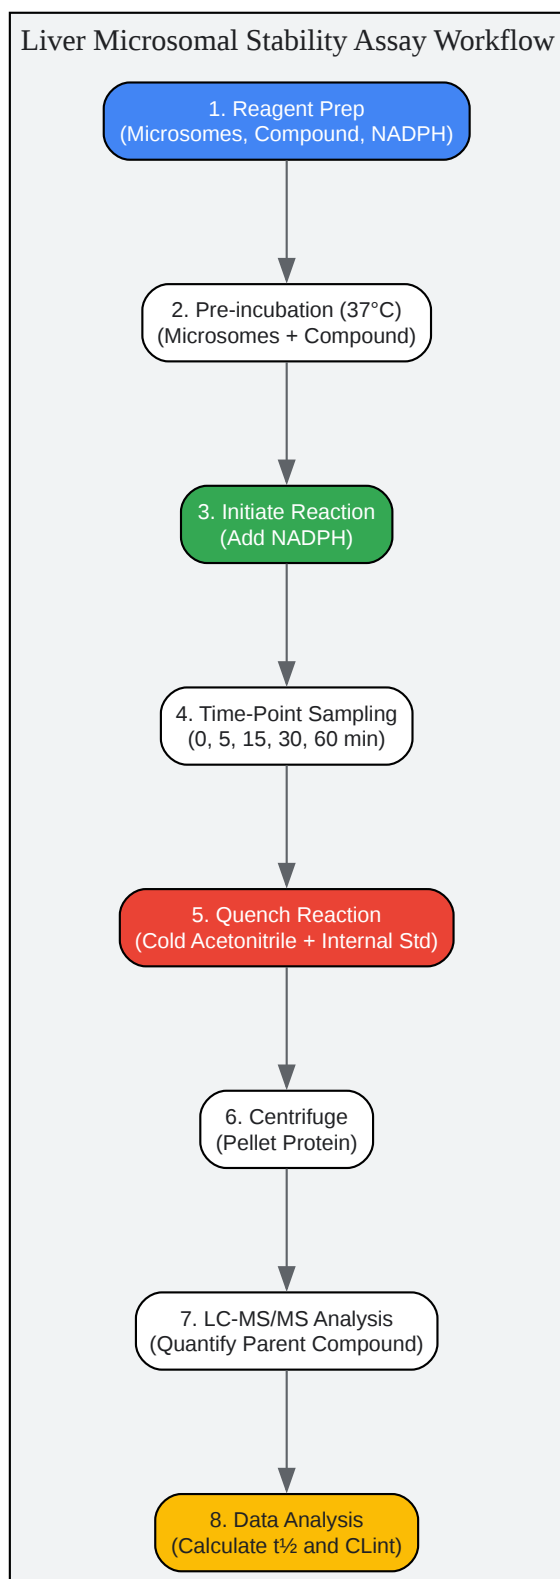 Liver Microsomal Stability Assay Workflow
1. Reagent Prep
(Microsomes, Compound, NADPH)
2. Pre-incubation (37°C)
(Microsomes + Compound)
3. Initiate Reaction
(Add NADPH)
4. Time-Point Sampling
(0, 5, 15, 30, 60 min)
5. Quench Reaction
(Cold Acetonitrile + Internal Std)
6. Centrifuge
(Pellet Protein)
7. LC-MS/MS Analysis
(Quantify Parent Compound)
8. Data Analysis
(Calculate t½ and CLint)